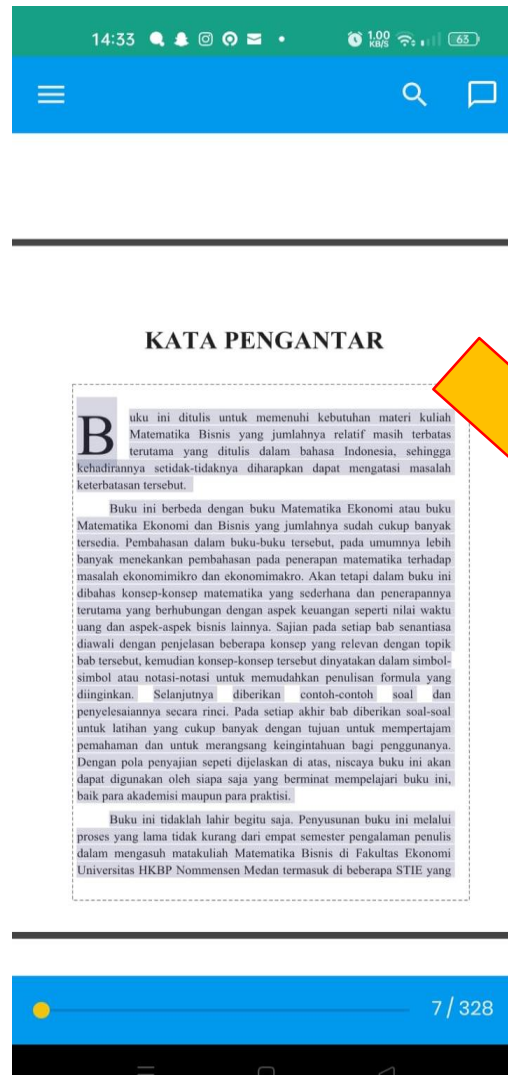 14:33
1.00
KB/S
63
KATA PENGANTAR
Buku ini ditulis untuk memenuhi kebutuhan materi kuliah
Matematika Bisnis yang jumlahnya relatif masih terbatas
terutama yang ditulis dalam bahasa Indonesia, sehingga
kehadirannya setidak-tidaknya diharapkan dapat mengatasi masalah
keterbatasan tersebut.
Buku ini berbeda dengan buku Matematika Ekonomi atau buku
Matematika Ekonomi dan Bisnis yang jumlahnya sudah cukup banyak
tersedia. Pembahasan dalam buku-buku tersebut, pada umumnya lebih
banyak menekankan pembahasan pada penerapan matematika terhadap
masalah ekonomimikro dan ekonomimakro. Akan tetapi dalam buku ini
dibahas konsep-konsep matematika yang sederhana dan penerapannya
terutama yang berhubungan dengan aspek keuangan seperti nilai waktu
uang dan aspek-aspek bisnis lainnya. Sajian pada setiap bab senantiasa
diawali dengan penjelasan beberapa konsep yang relevan dengan topik
bab tersebut, kemudian konsep-konsep tersebut dinyatakan dalam simbol-
simbol atau notasi-notasi untuk memudahkan penulisan formula yang
diinginkan. Selanjutnya diberikan contoh-contoh soal dan
penyelesaiannya secara rinci. Pada setiap akhir bab diberikan soal-soal
untuk latihan yang cukup banyak dengan tujuan untuk mempertajam
pemahaman dan untuk merangsang keingintahuan bagi penggunanya.
Dengan pola penyajian sepeti dijelaskan di atas, niscaya buku ini akan
dapat digunakan oleh siapa saja yang berminat mempelajari buku ini,
baik para akademisi maupun para praktisi.
Buku ini tidaklah lahir begitu saja. Penyusunan buku ini melalui
proses yang lama tidak kurang dari empat semester pengalaman penulis
dalam mengasuh matakuliah Matematika Bisnis di Fakultas Ekonomi
Universitas HKBP Nommensen Medan termasuk di beberapa STIE yang
7/328